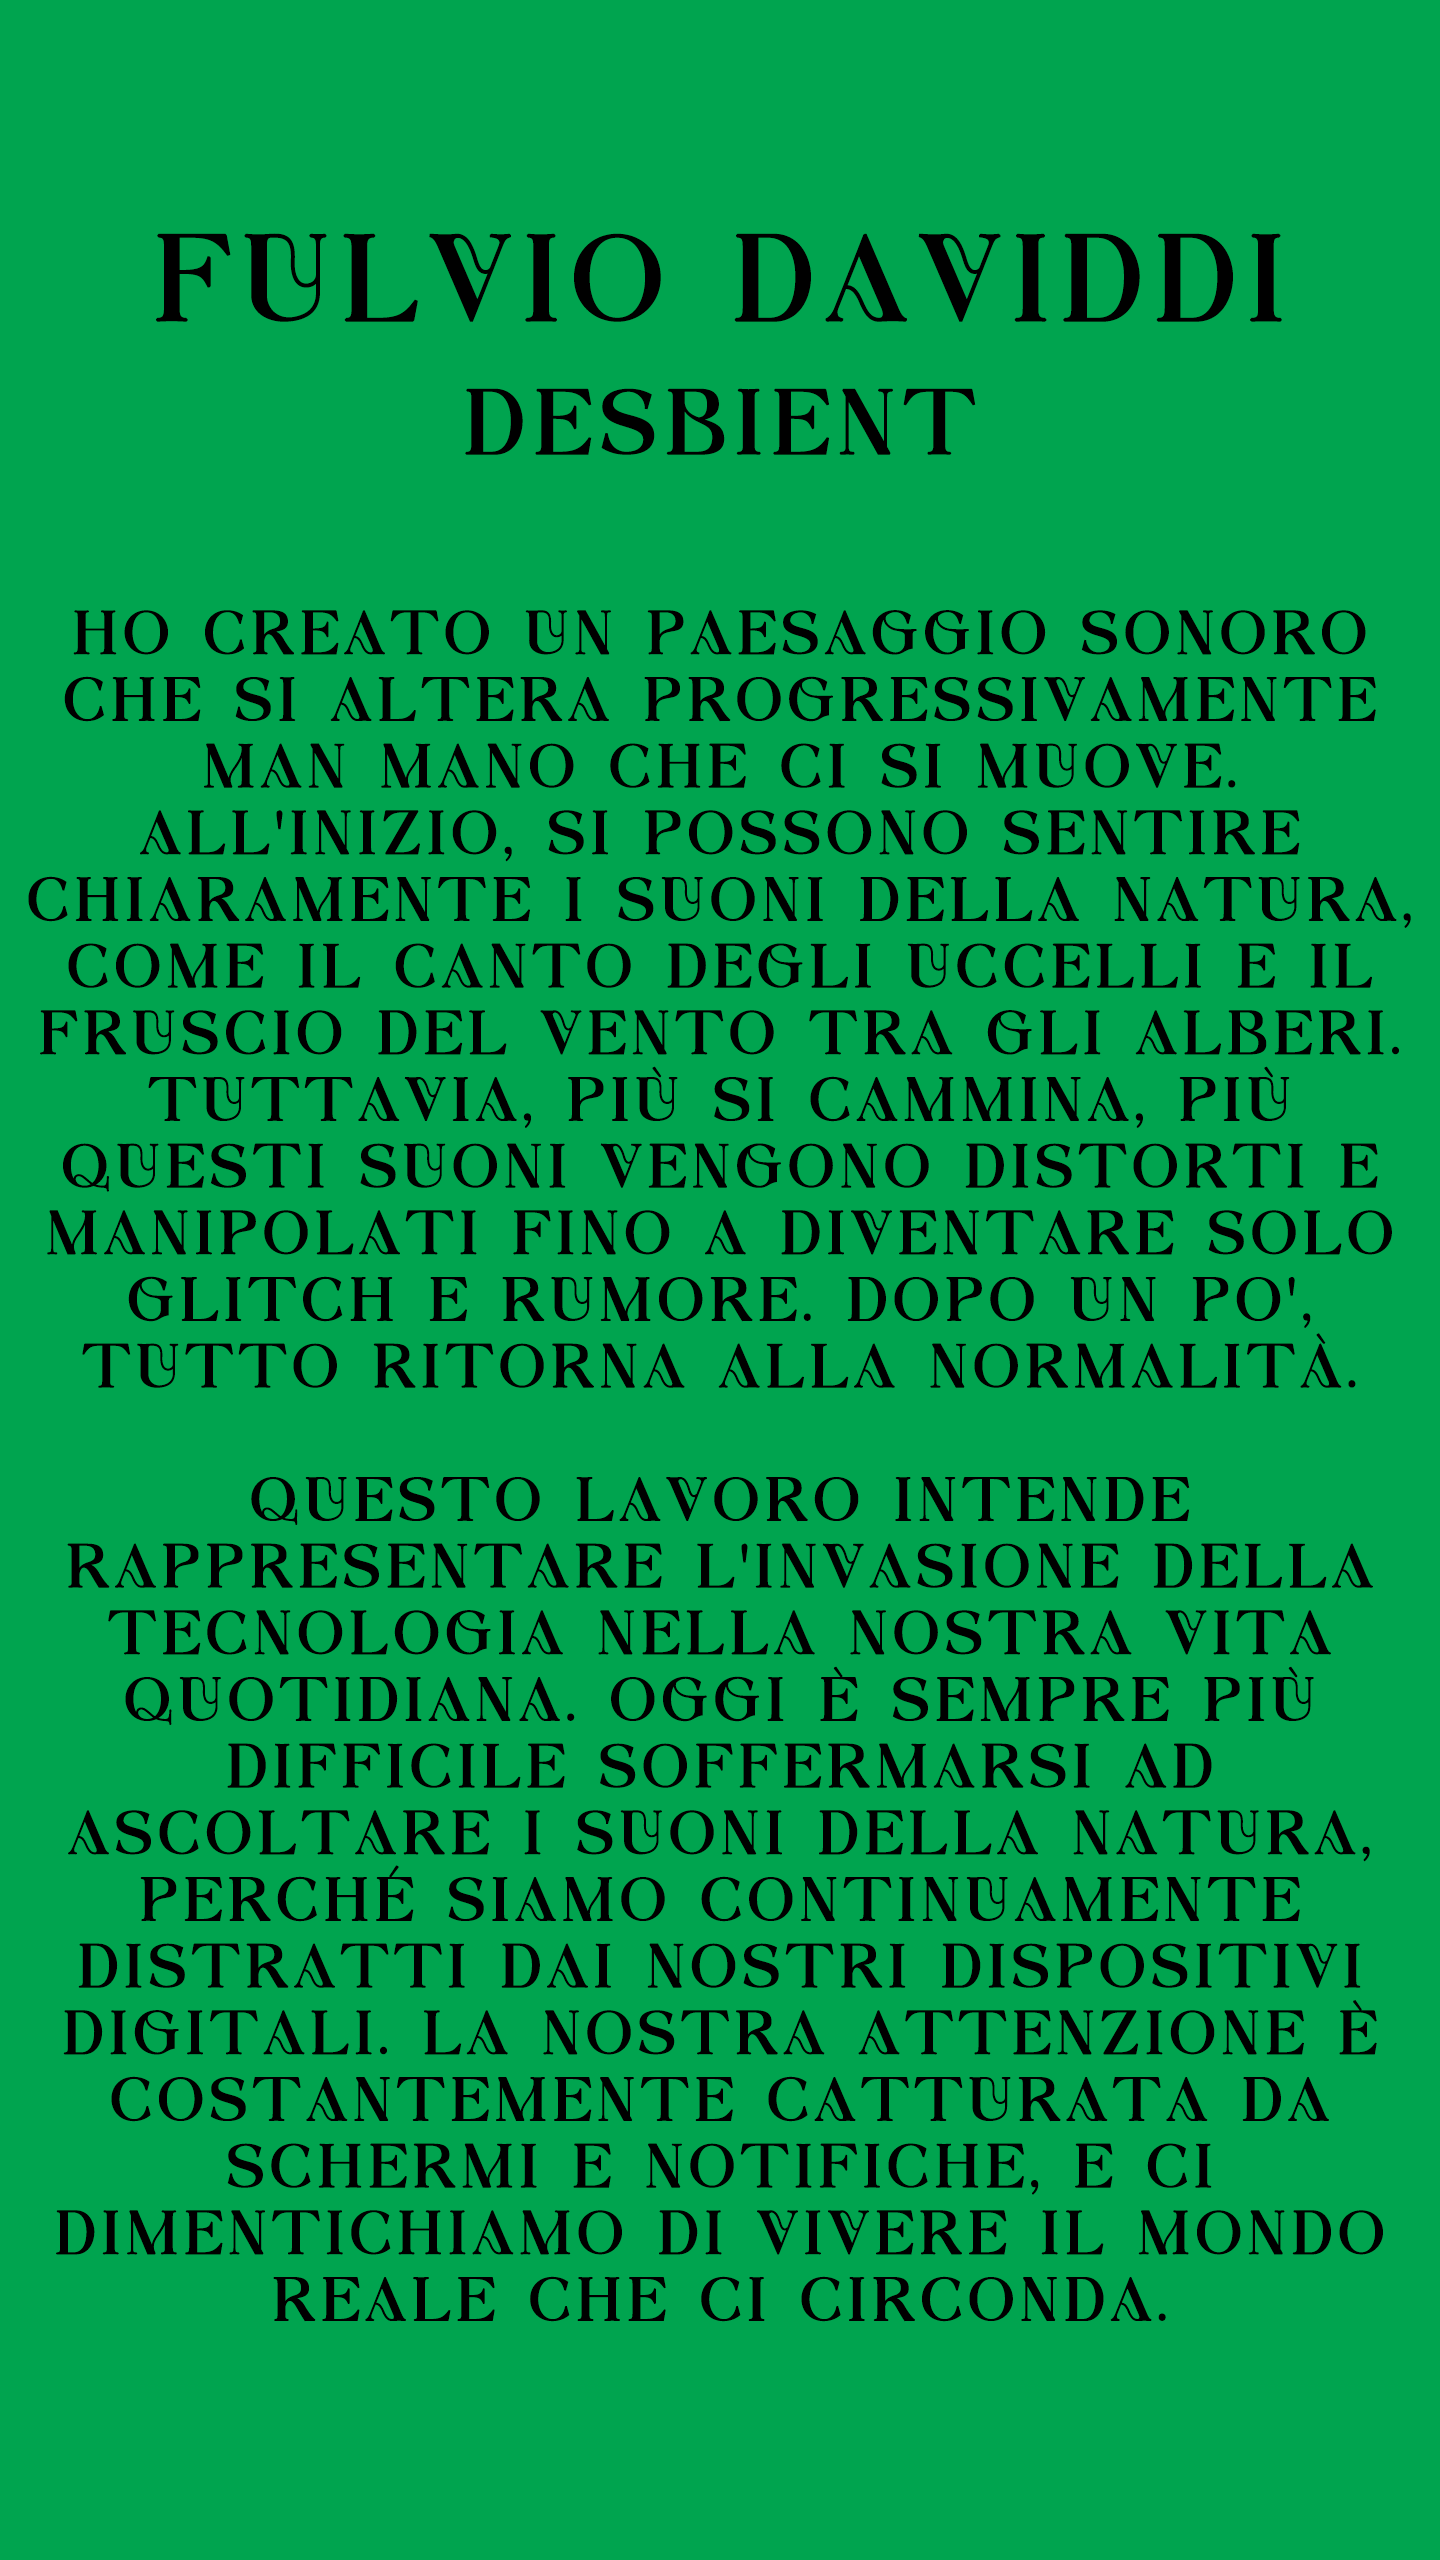 FULVIO DAVIDDI
DESBIENT
HO CREATO UN PAESAGGIO SONORO
CHE SI ALTERA PROGRESSIVAMENTE
MAN MANO CHE CI SI MUOVE.
ALL'INIZIO, SI POSSONO SENTIRE
CHIARAMENTE I SUONI DELLA NATURA,
COME IL CANTO DEGLI UCCELLI E IL
FRUSCIO DEL VENTO TRA GLI ALBERI.
TUTTAVIA, PIÙ SI CAMMINA, PIÙ
QUESTI SUONI VENGONO DISTORTI E
MANIPOLATI FINO A DIVENTARE SOLO
GLITCH E RUMORE. DOPO UN PO',
TUTTO RITORNA ALLA NORMALITÀ.
QUESTO LAVORO INTENDE
RAPPRESENTARE L'INVASIONE DELLA
TECNOLOGIA NELLA NOSTRA VITA
QUOTIDIANA. OGGI È SEMPRE PIÙ
DIFFICILE SOFFERMARSI AD
ASCOLTARE I SUONI DELLA NATURA,
PERCHÉ SIAMO CONTINUAMENTE
DISTRATTI DAI NOSTRI DISPOSITIVI
DIGITALI. LA NOSTRA ATTENZIONE È
COSTANTEMENTE CATTURATA DA
SCHERMI E NOTIFICHE, E CI
DIMENTICHIAMO DI VIVERE IL MONDO
REALE CHE CI CIRCONDA.